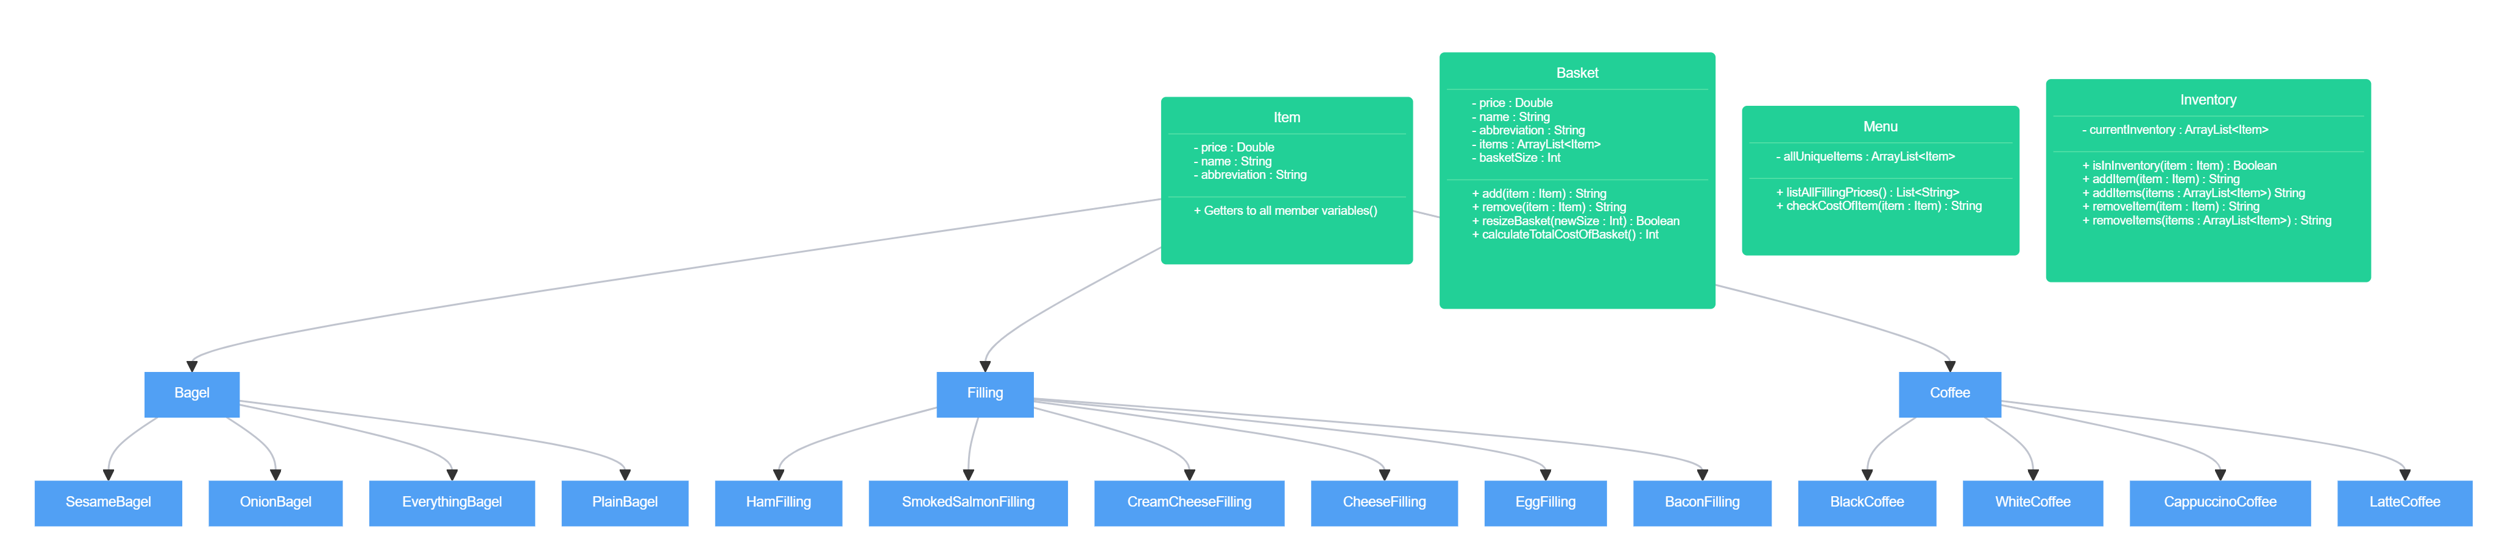 Item
- price : Double
- name : String
- abbreviation : String
+ Getters to all member variables()
Basket
- price : Double
- name : String
- abbreviation : String
- items : ArrayList<Item>
- basketSize : Int
+ add(item : Item) : String
+ remove(item : Item) : String
+ resizeBasket(newSize : Int) : Boolean
+ calculateTotalCostOfBasket() : Int
Menu
- allUniqueItems : ArrayList<Item>
+ listAllFillingPrices() : List<String>
+ checkCostOfItem(item : Item) : String
Inventory
- currentInventory : ArrayList<Item>
+ isInInventory(item : Item) : Boolean
+ addItem(item : Item) : String
+ addItems(items : ArrayList<Item>) String
+ removeItem(item : Item) : String
+ removeItems(items : ArrayList<Item>) : String
Bagel
Filling
Coffee
SesameBagel
OnionBagel
EverythingBagel
PlainBagel
HamFilling
SmokedSalmonFilling
CreamCheeseFilling
CheeseFilling
EggFilling
BaconFilling
BlackCoffee
WhiteCoffee
CappuccinoCoffee
LatteCoffee